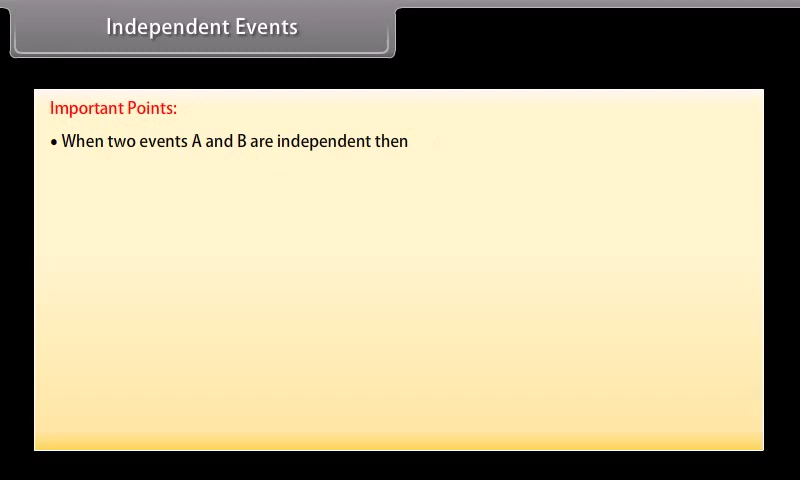 Independent Events
Important Points:
• When two events A and B are independent then